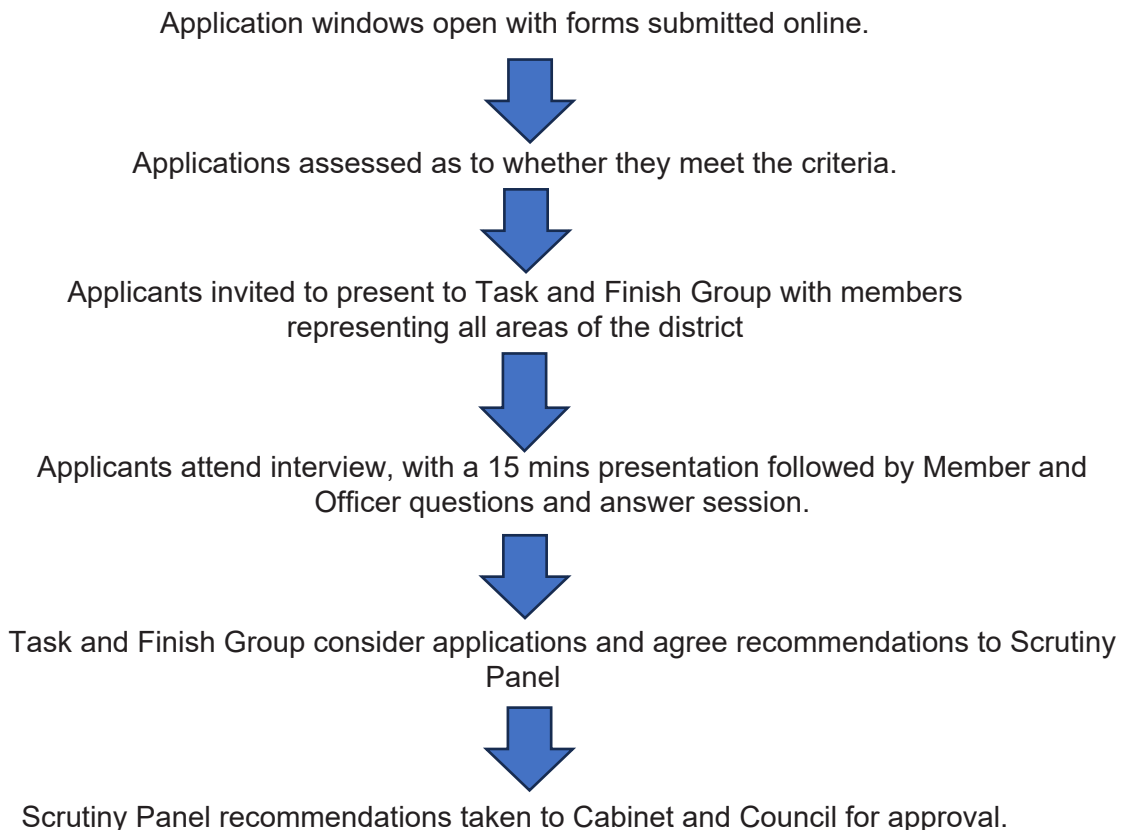 Application windows open with forms submitted online.
Applications assessed as to whether they meet the criteria.
Applicants invited to present to Task and Finish Group with members
representing all areas of the district
Applicants attend interview, with a 15 mins presentation followed by Member and
Officer questions and answer session.
Task and Finish Group consider applications and agree recommendations to Scrutiny
Panel
Scrutiny Panel recommendations taken to Cabinet and Council for approval.